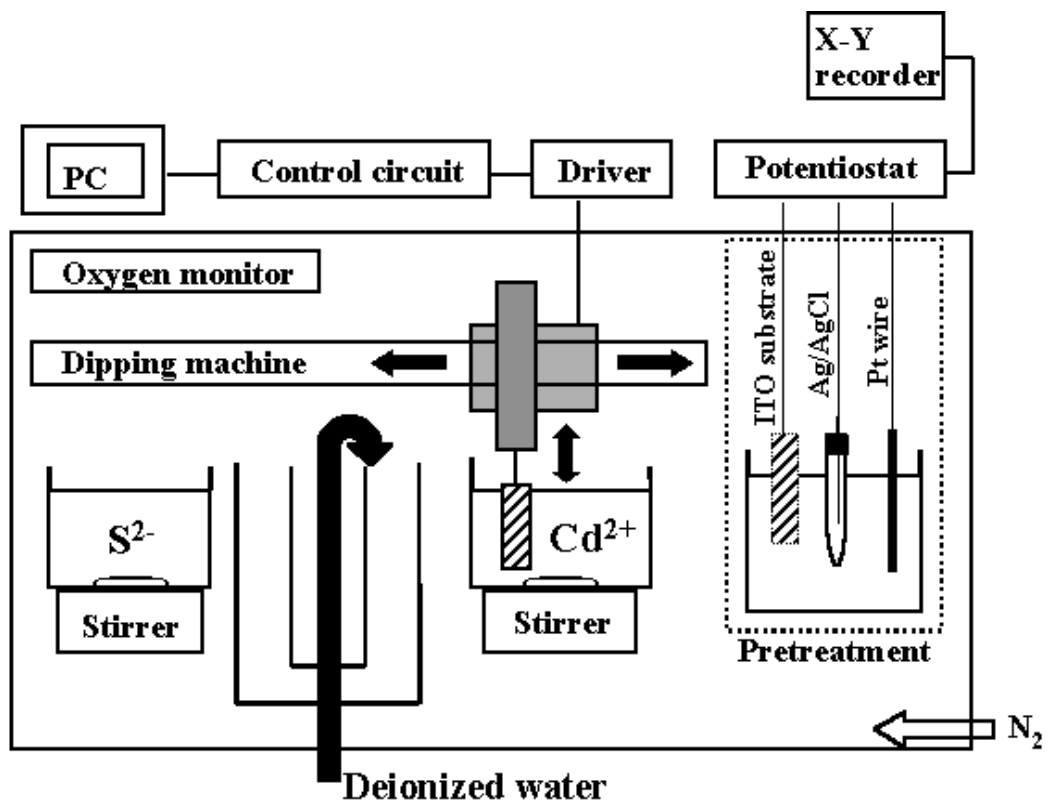 X-Y
recorder
PC
Control circuit
Driver
Potentiostat
Oxygen monitor
Dipping machine
ITO substrate
Ag/AgCl
Pt wire
S²⁻
Cd²⁺
Stirrer
Stirrer
Pretreatment
N₂
Deionized water